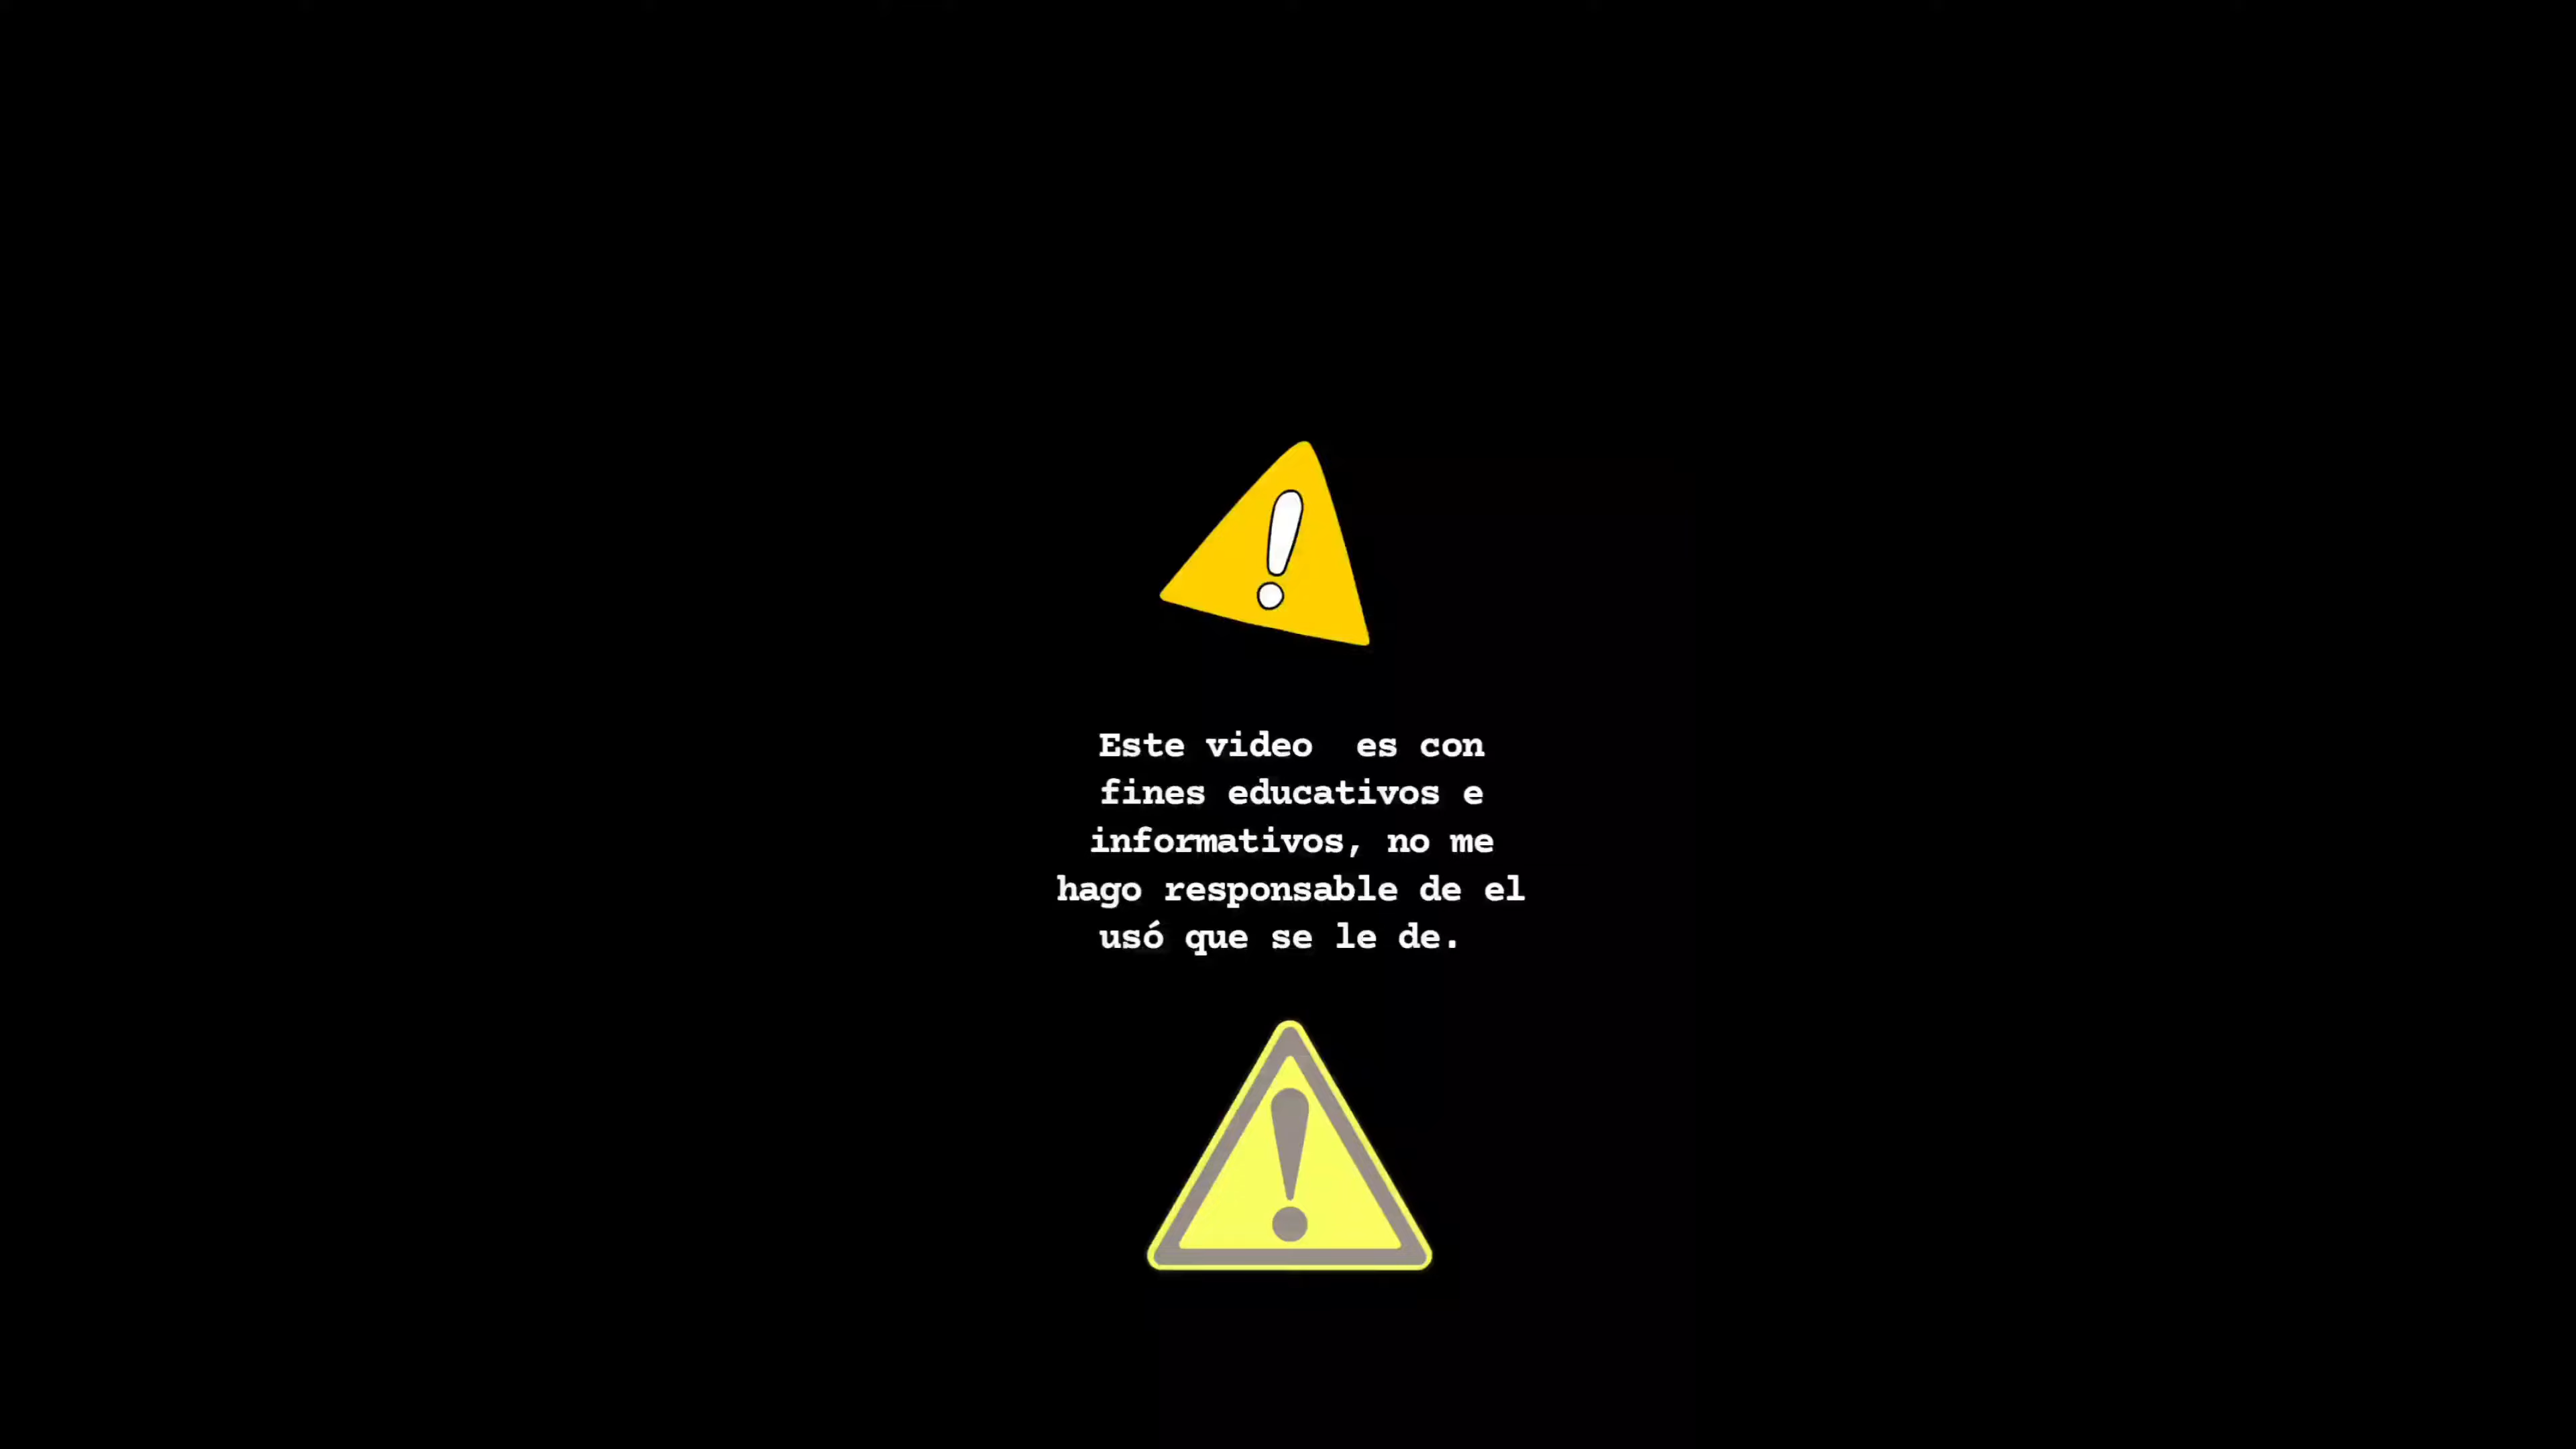 Este video  es con
fines educativos e
informativos, no me
hago responsable de el
usó que se le de.